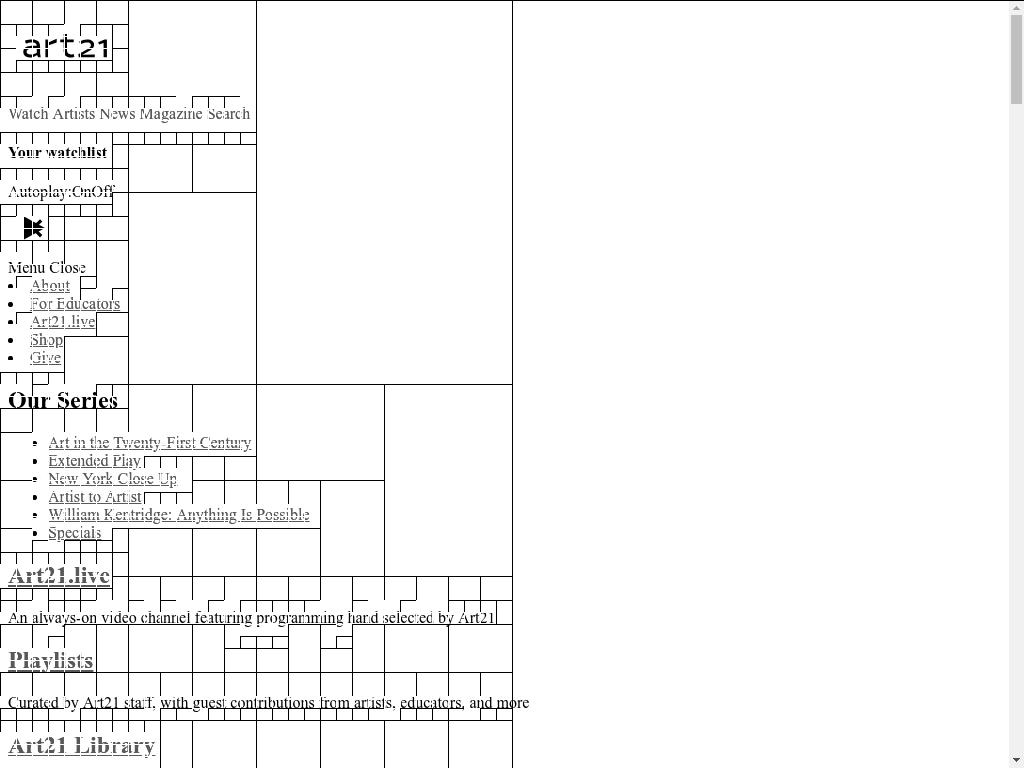 art21
Watch Artists News Magazine Search
Your watchlist
Autoplay:OnOff
Menu Close
About
For Educators
Art21.live
Shop
Give
Our Series
Art in the Twenty-First Century
Extended Play
New York Close Up
Artist to Artist
William Kentridge: Anything Is Possible
Specials
Art21.live
An always-on video channel featuring programming hand selected by Art21
Playlists
Curated by Art21 staff, with guest contributions from artists, educators, and more
Art21 Library